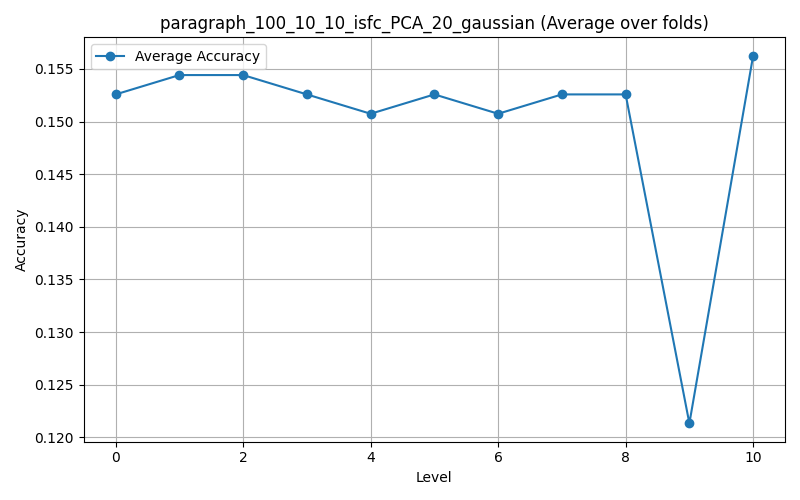 paragraph_100_10_10_isfc_PCA_20_gaussian (Average over folds)
Average Accuracy
0.155
0.150
0.145
0.140
0.135
0.130
0.125
0.120
Accuracy
0 2 4 6 8 10
Level